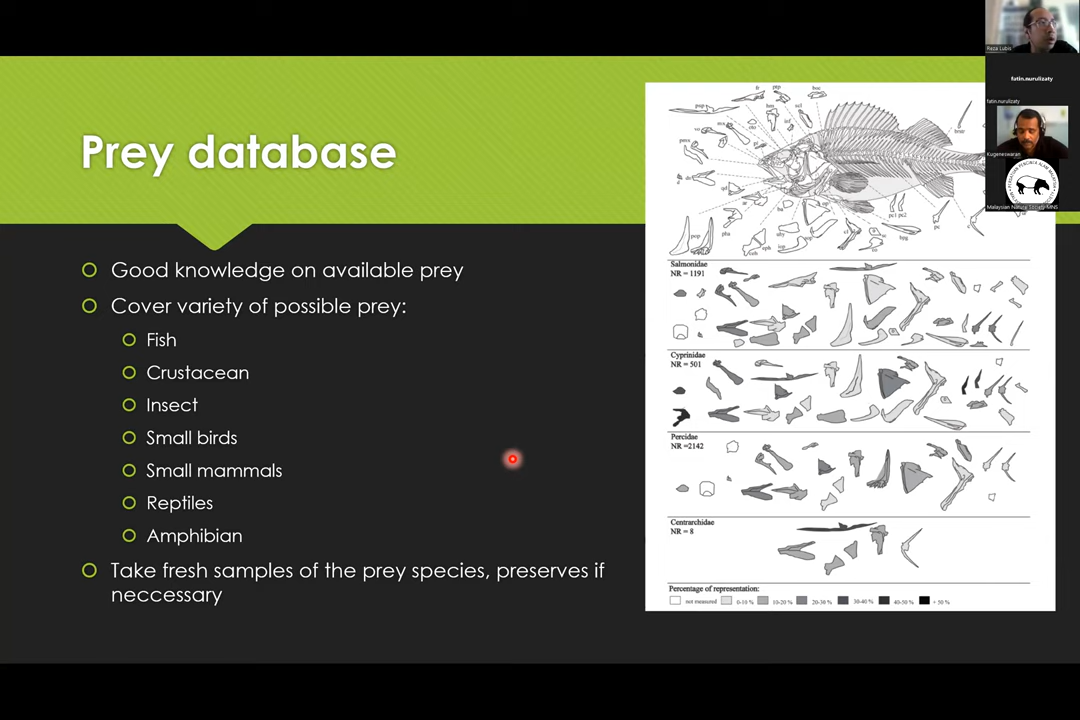 Prey database
Good knowledge on available prey
Cover variety of possible prey:
Fish
Crustacean
Insect
Small birds
Small mammals
Reptiles
Amphibian
Take fresh samples of the prey species, preserves if
neccessary
Salmonidae
NR = 1191
Cyprinidae
NR = 501
Percidae
NR =2142
Centrarchidae
NR = 8
Percentage of representation:
not measured 0-10 % 10-20 % 20-30 % 30-40 % 40-50 % + 50 %
Reza Lubis
fatin.nurulizaty
fatin.nurulizaty
Kugeneswaran
Malaysian Nature Society-MNS